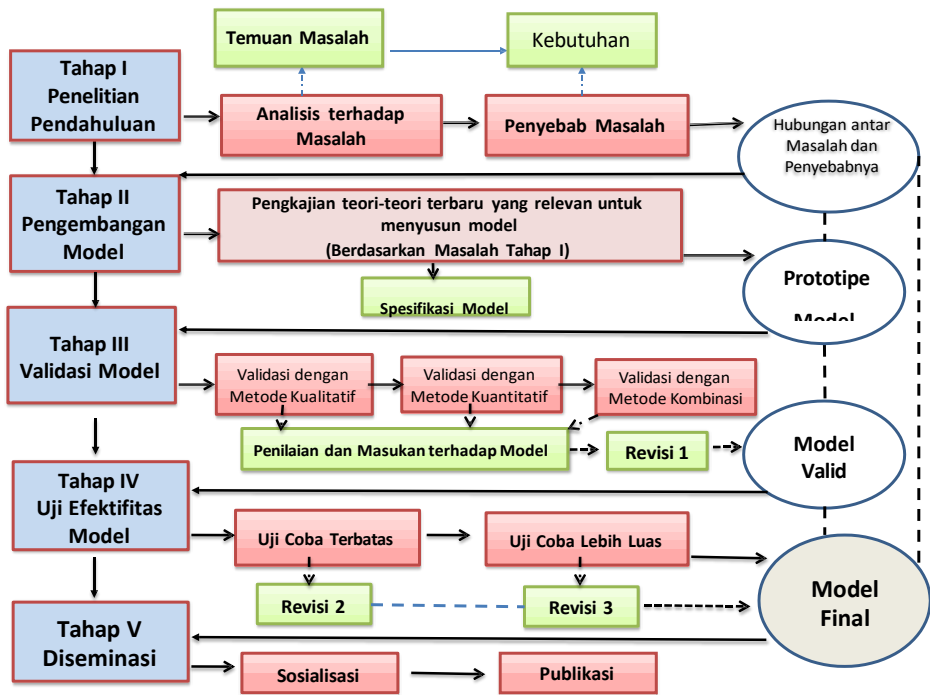 Temuan Masalah
Kebutuhan
Tahap I
Penelitian
Pendahuluan
Analisis terhadap
Masalah
Penyebab Masalah
Hubungan antar
Masalah dan
Penyebabnya
Tahap II
Pengembangan
Model
Pengkajian teori-teori terbaru yang relevan untuk
menyusun model
(Berdasarkan Masalah Tahap I)
Spesifikasi Model
Prototipe
Model
Tahap III
Validasi Model
Validasi dengan
Metode Kualitatif
Validasi dengan
Metode Kuantitatif
Validasi dengan
Metode Kombinasi
Penilaian dan Masukan terhadap Model
Revisi 1
Model
Valid
Tahap IV
Uji Efektifitas
Model
Uji Coba Terbatas
Uji Coba Lebih Luas
Revisi 2
Revisi 3
Model
Final
Tahap V
Diseminasi
Sosialisasi
Publikasi